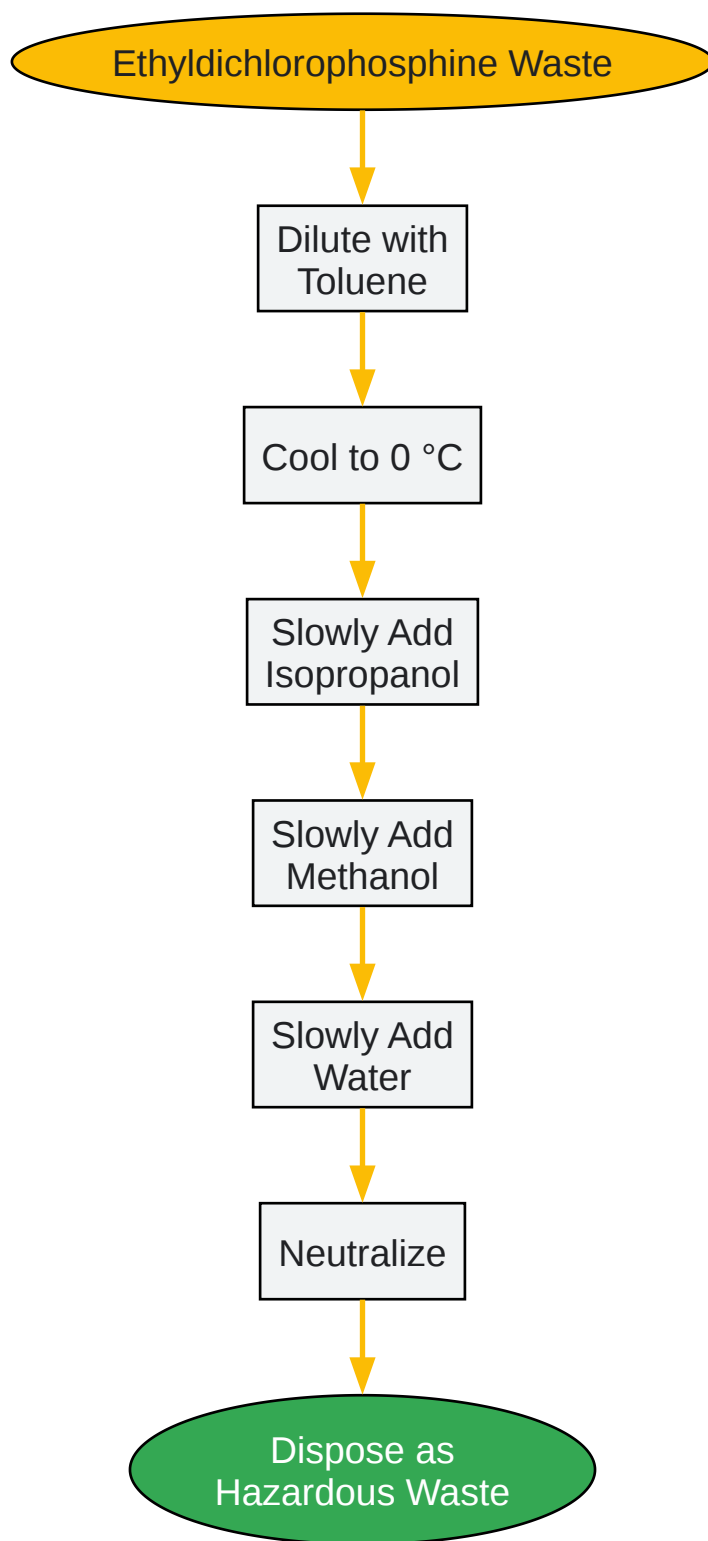 Ethyldichlorophosphine Waste
Dilute with
Toluene
Cool to 0 °C
Slowly Add
Isopropanol
Slowly Add
Methanol
Slowly Add
Water
Neutralize
Dispose as
Hazardous Waste